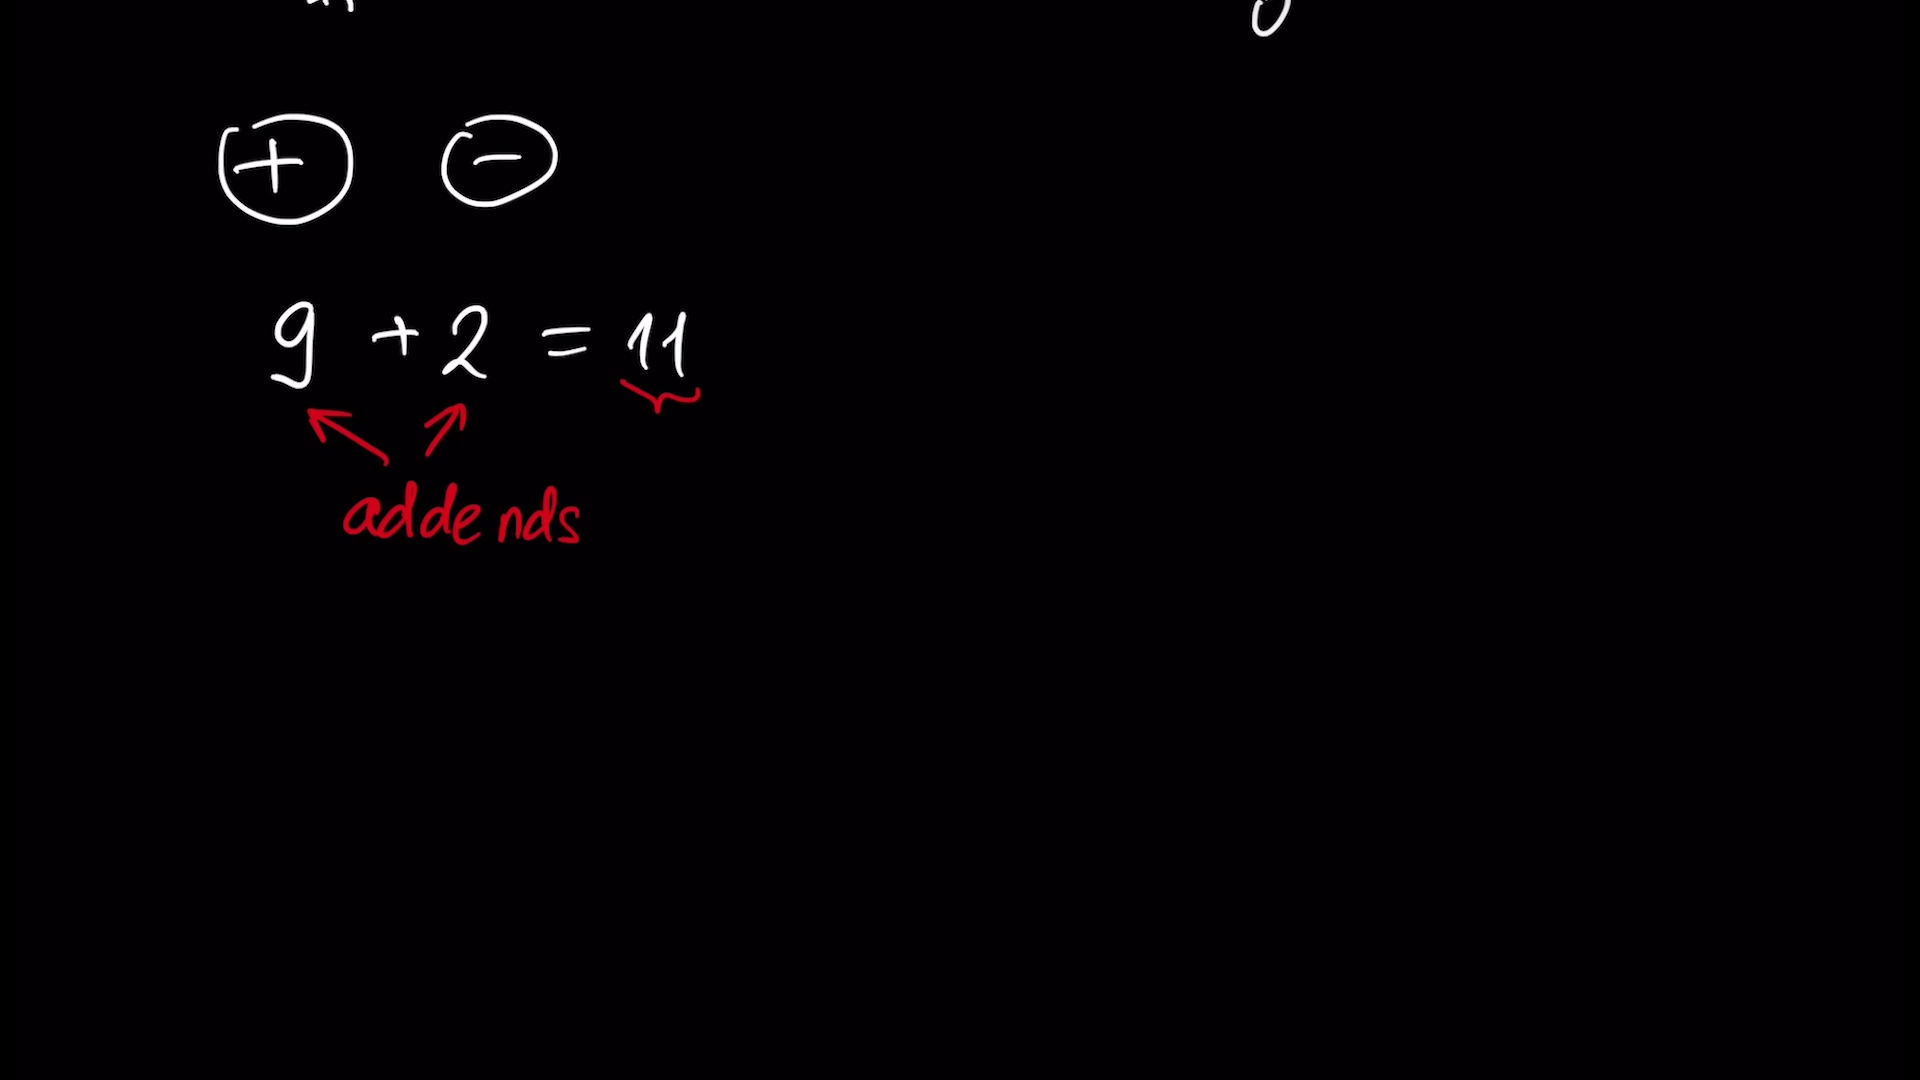 + -
9 + 2 = 11
addends